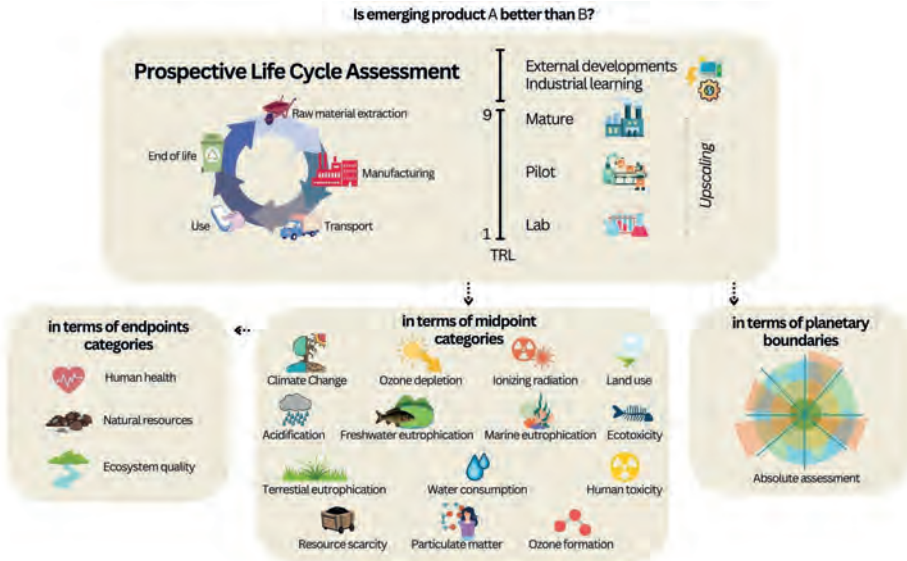 Is emerging product A better than B?
Prospective Life Cycle Assessment
Raw material extraction
Manufacturing
Transport
Use
End of life
External developments
Industrial learning
9
Mature
Pilot
Lab
1
TRL
Upscaling
in terms of endpoints
categories
Human health
Natural resources
Ecosystem quality
in terms of midpoint
categories
Climate Change
Ozone depletion
Ionizing radiation
Land use
Acidification
Freshwater eutrophication
Marine eutrophication
Ecotoxicity
Terrestial eutrophication
Water consumption
Human toxicity
Resource scarcity
Particulate matter
Ozone formation
in terms of planetary
boundaries
Absolute assessment